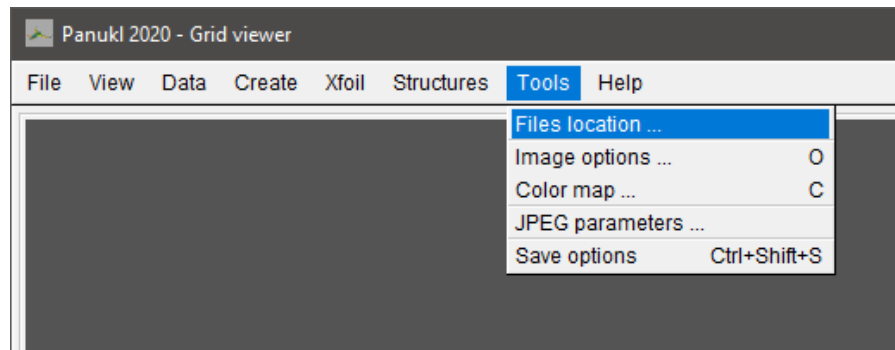 Panukl 2020 - Grid viewer
File View Data Create Xfoil Structures Tools Help
Files location ...
Image options ... O
Color map ... C
JPEG parameters ...
Save options Ctrl+Shift+S